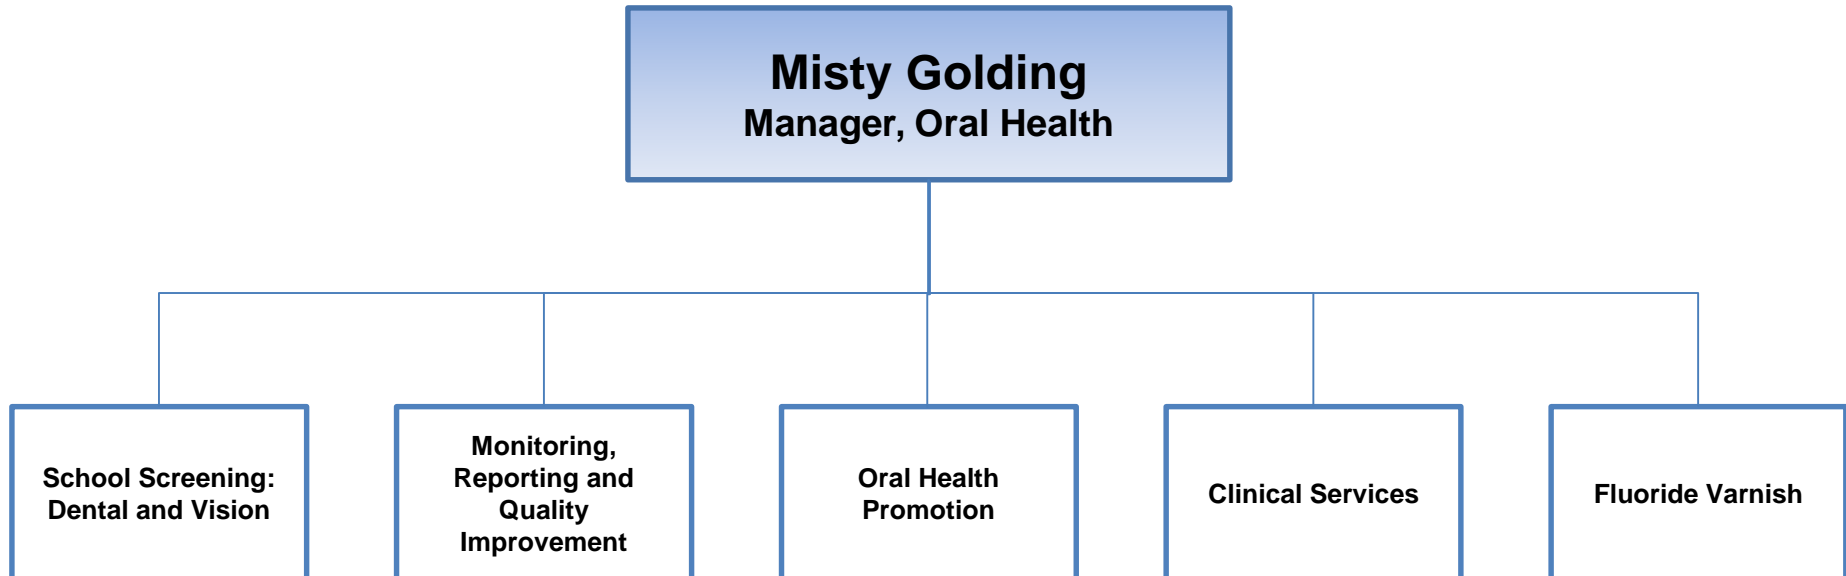 Misty Golding
Manager, Oral Health
School Screening:
Dental and Vision
Monitoring,
Reporting and
Quality
Improvement
Oral Health
Promotion
Clinical Services
Fluoride Varnish